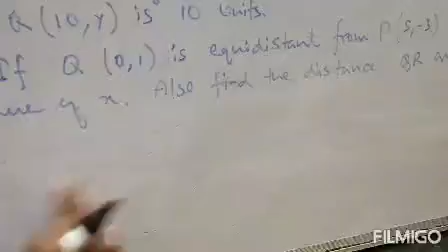 Q (10, Y) is 10 Units.
If Q (0, 1) is equidistant from P (5, -3)
of x. Also find the distance QR
FILMIGO